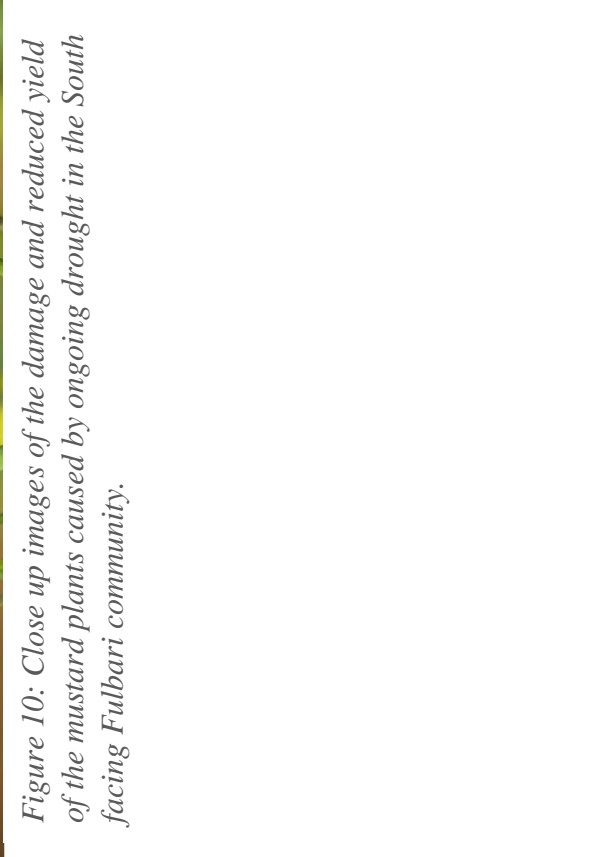 Figure 10: Close up images of the damage and reduced yield
of the mustard plants caused by ongoing drought in the South
facing Fulbari community.